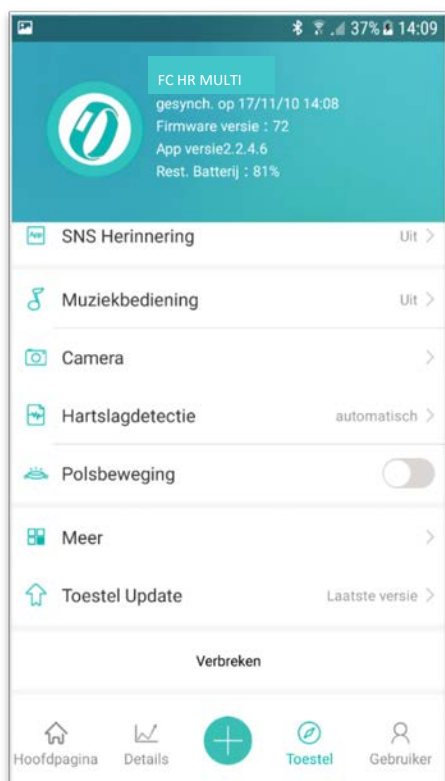 37% 14:09
FC HR MULTI
gesynch. op 17/11/10 14:08
Firmware versie : 72
App versie2.2.4.6
Rest. Batterij : 81%
App SNS Herinnering Uit
Muziekbediening Uit
Camera
Hartslagdetectie automatisch
Polsbeweging
Meer
Toestel Update Laatste versie
Verbreken
Hoofdpagina Details Toestel Gebruiker